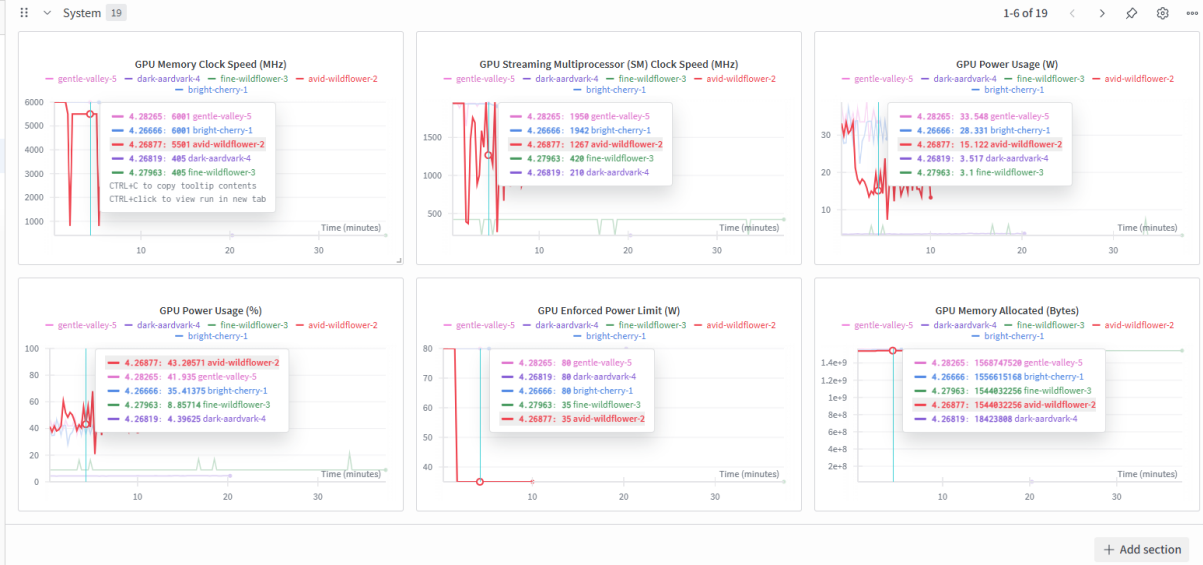 System 19
1-6 of 19
GPU Memory Clock Speed (MHz)
gentle-valley-5 dark-aardvark-4 fine-wildflower-3 avid-wildflower-2
bright-cherry-1
6000
5000
4000
3000
2000
1000
4.28265: 6001 gentle-valley-5
4.26666: 6001 bright-cherry-1
4.26877: 5501 avid-wildflower-2
4.26819: 405 dark-aardvark-4
4.27963: 405 fine-wildflower-3
CTRL+C to copy tooltip contents
CTRL+click to view run in new tab
Time (minutes)
10 20 30
GPU Streaming Multiprocessor (SM) Clock Speed (MHz)
gentle-valley-5 dark-aardvark-4 fine-wildflower-3 avid-wildflower-2
bright-cherry-1
1500
1000
500
4.28265: 1950 gentle-valley-5
4.26666: 1942 bright-cherry-1
4.26877: 1267 avid-wildflower-2
4.27963: 420 fine-wildflower-3
4.26819: 210 dark-aardvark-4
Time (minutes)
10 20 30
GPU Power Usage (W)
gentle-valley-5 dark-aardvark-4 fine-wildflower-3 avid-wildflower-2
bright-cherry-1
30
20
10
4.28265: 33.548 gentle-valley-5
4.26666: 28.331 bright-cherry-1
4.26877: 15.122 avid-wildflower-2
4.26819: 3.517 dark-aardvark-4
4.27963: 3.1 fine-wildflower-3
Time (minutes)
10 20 30
GPU Power Usage (%)
gentle-valley-5 dark-aardvark-4 fine-wildflower-3 avid-wildflower-2
bright-cherry-1
100
80
60
40
20
0
4.26877: 43.20571 avid-wildflower-2
4.28265: 41.935 gentle-valley-5
4.26666: 35.41375 bright-cherry-1
4.27963: 8.85714 fine-wildflower-3
4.26819: 4.39625 dark-aardvark-4
Time (minutes)
10 20 30
GPU Enforced Power Limit (W)
gentle-valley-5 dark-aardvark-4 fine-wildflower-3 avid-wildflower-2
bright-cherry-1
80
70
60
50
40
4.28265: 80 gentle-valley-5
4.26819: 80 dark-aardvark-4
4.26666: 80 bright-cherry-1
4.27963: 35 fine-wildflower-3
4.26877: 35 avid-wildflower-2
Time (minutes)
10 20 30
GPU Memory Allocated (Bytes)
gentle-valley-5 dark-aardvark-4 fine-wildflower-3 avid-wildflower-2
bright-cherry-1
1.4e+9
1.2e+9
1e+9
8e+8
6e+8
4e+8
2e+8
4.28265: 1568747520 gentle-valley-5
4.26666: 1556615168 bright-cherry-1
4.27963: 1544032256 fine-wildflower-3
4.26877: 1544032256 avid-wildflower-2
4.26819: 18423808 dark-aardvark-4
Time (minutes)
10 20 30
+ Add section